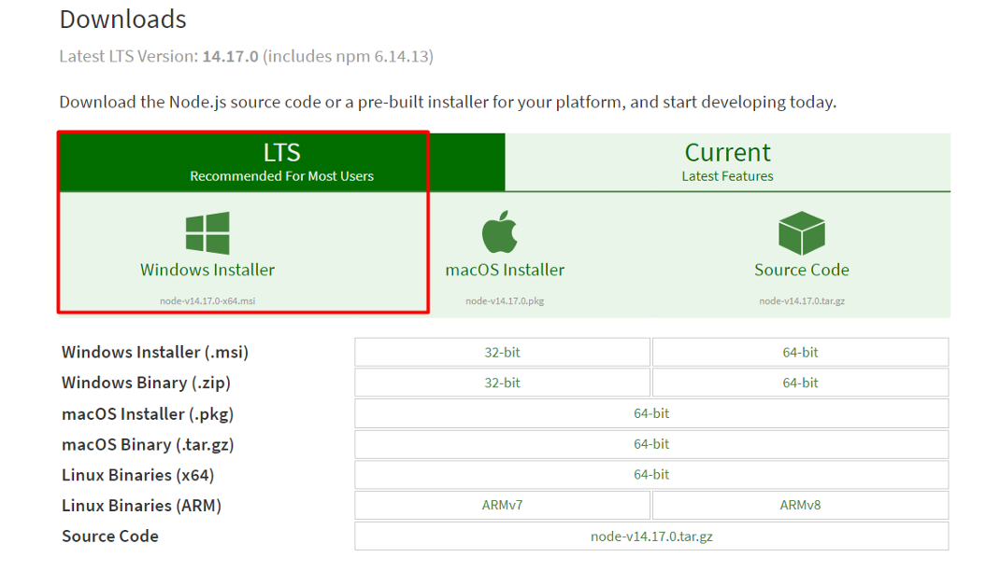 Downloads
Latest LTS Version: 14.17.0 (includes npm 6.14.13)
Download the Node.js source code or a pre-built installer for your platform, and start developing today.
LTS
Recommended For Most Users
Current
Latest Features
Windows Installer
node-v14.17.0-x64.msi
macOS Installer
node-v14.17.0.pkg
Source Code
node-v14.17.0.tar.gz
Windows Installer (.msi) 32-bit 64-bit
Windows Binary (.zip) 32-bit 64-bit
macOS Installer (.pkg) 64-bit
macOS Binary (.tar.gz) 64-bit
Linux Binaries (x64) 64-bit
Linux Binaries (ARM) ARMv7 ARMv8
Source Code node-v14.17.0.tar.gz